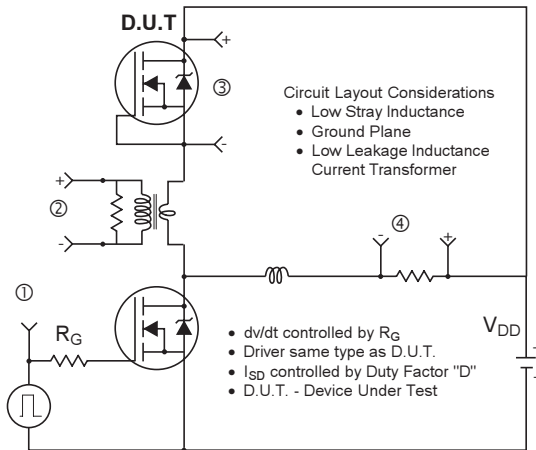 D.U.T
+
③
-
Circuit Layout Considerations
• Low Stray Inductance
• Ground Plane
• Low Leakage Inductance
Current Transformer
+
②
-
④
-
+
①
RG
VDD
+
-
• dv/dt controlled by RG
• Driver same type as D.U.T.
• ISD controlled by Duty Factor "D"
• D.U.T. - Device Under Test